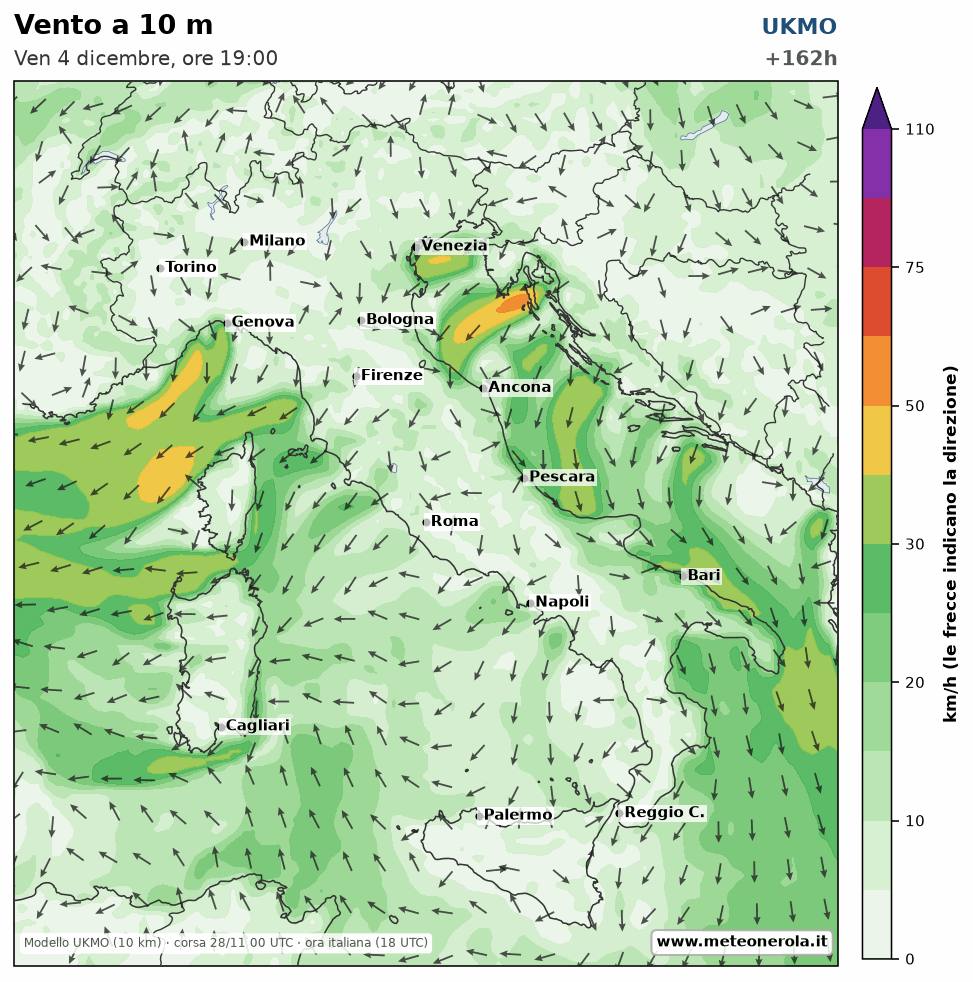 Vento a 10 m
UKMO
Ven 4 dicembre, ore 19:00
+162h
Venezia
Milano
Torino
Genova
Bologna
Firenze
Ancona
Pescara
Roma
Bari
Napoli
Cagliari
Palermo
Reggio C.
Modello UKMO (10 km) · corsa 28/11 00 UTC · ora italiana (18 UTC)
www.meteonerola.it
110
75
50
30
20
10
0
km/h (le frecce indicano la direzione)